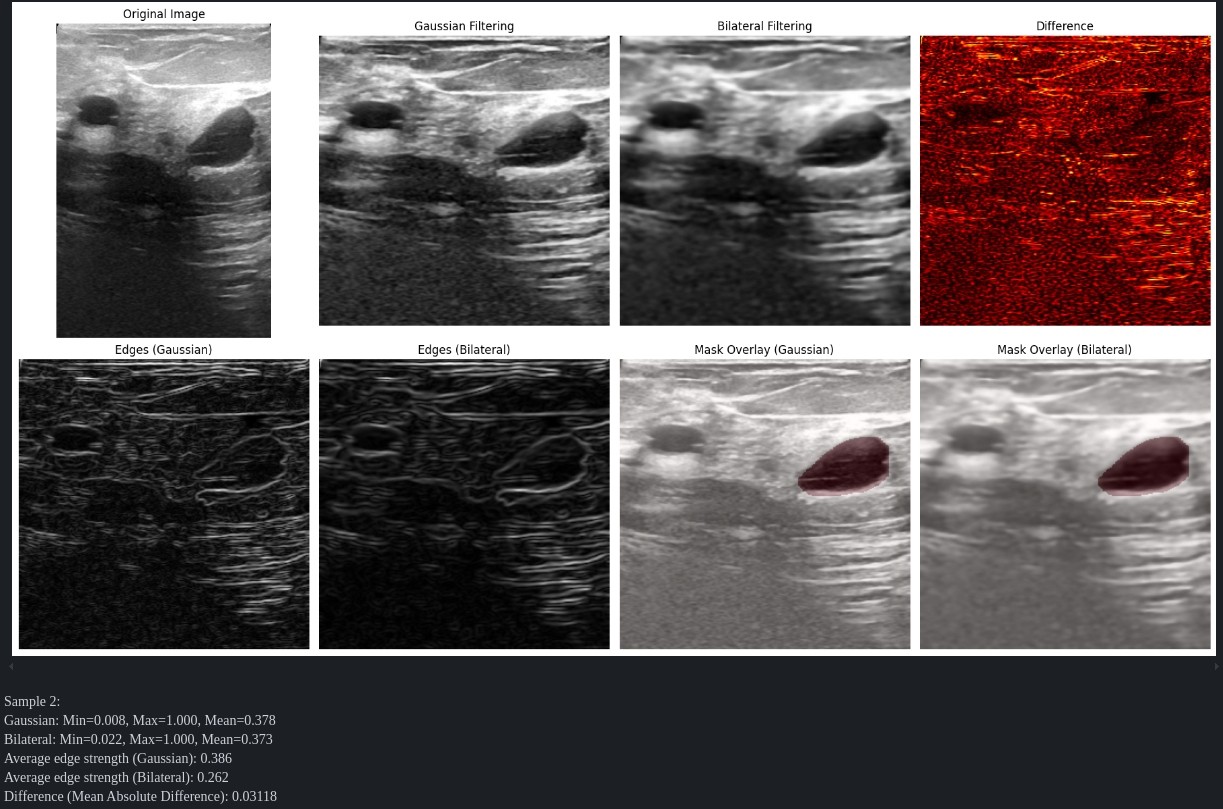 Original Image
Gaussian Filtering
Bilateral Filtering
Difference
Edges (Gaussian)
Edges (Bilateral)
Mask Overlay (Gaussian)
Mask Overlay (Bilateral)
Sample 2:
Gaussian: Min=0.008, Max=1.000, Mean=0.378
Bilateral: Min=0.022, Max=1.000, Mean=0.373
Average edge strength (Gaussian): 0.386
Average edge strength (Bilateral): 0.262
Difference (Mean Absolute Difference): 0.03118